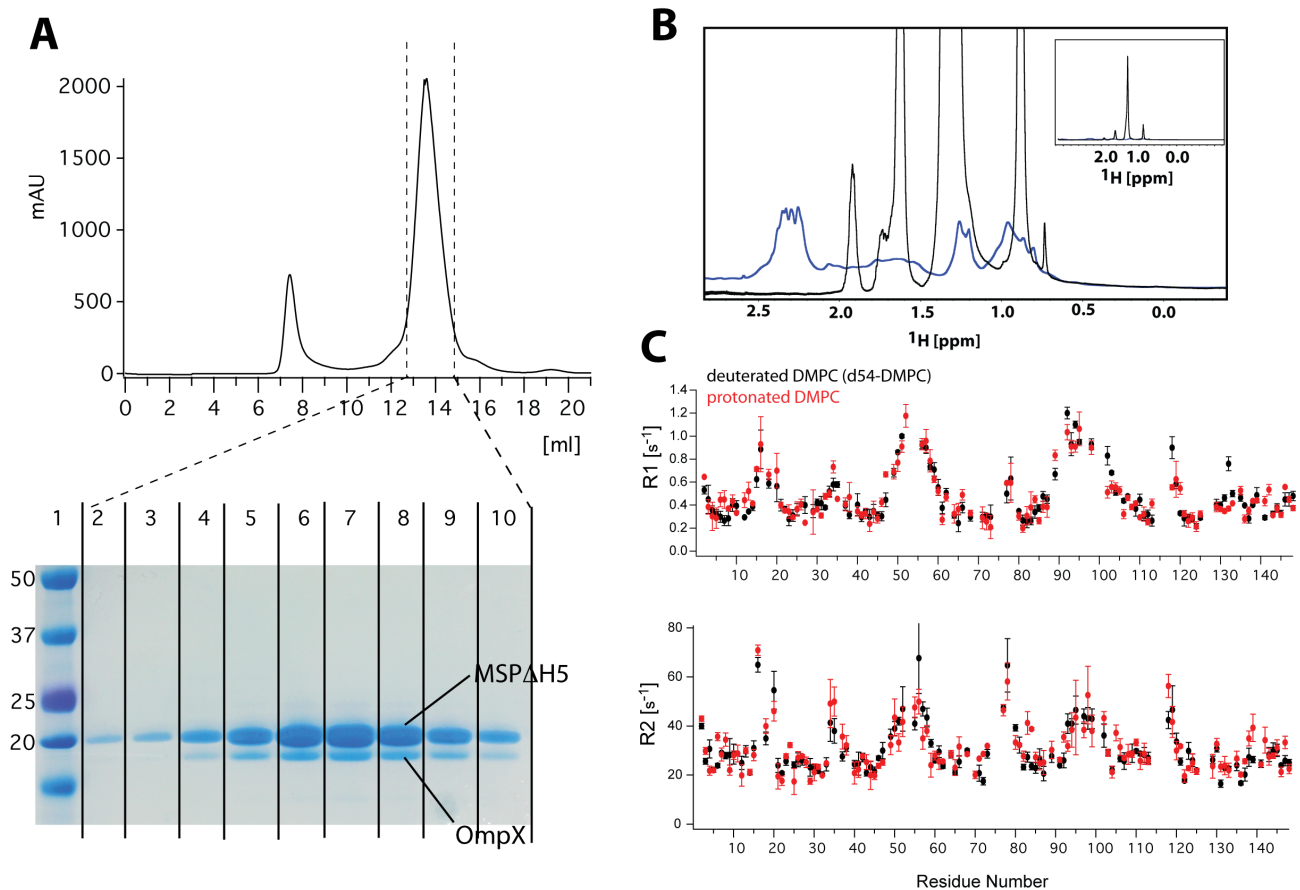 A
2000
1500
1000
500
0
mAU
0 2 4 6 8 10 12 14 16 18 20
[ml]
1 2 3 4 5 6 7 8 9 10
50
37
25
20
MSPΔH5
OmpX
B
2.5 2.0 1.5 1.0 0.5 0.0
¹H [ppm]
2.0 1.0 0.0
¹H [ppm]
C
deuterated DMPC (d54-DMPC)
protonated DMPC
1.4
1.2
1.0
0.8
0.6
0.4
0.2
0.0
R1 [s⁻¹]
10 20 30 40 50 60 70 80 90 100 110 120 130 140
80
60
40
20
0
R2 [s⁻¹]
10 20 30 40 50 60 70 80 90 100 110 120 130 140
Residue Number